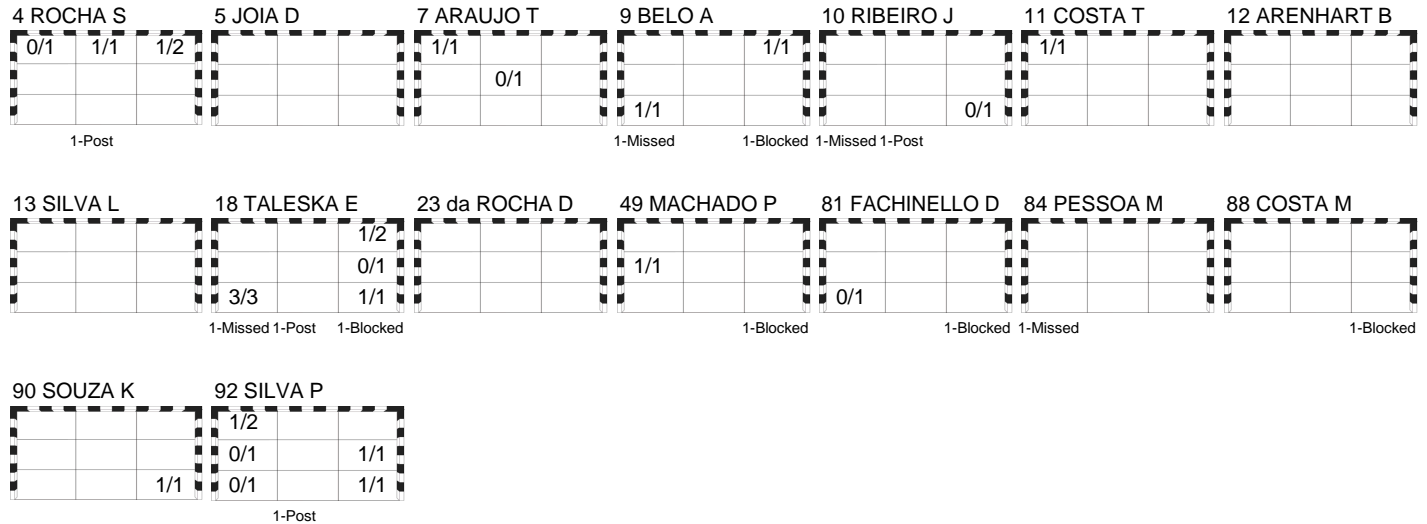 4 ROCHA S 5 JOIA D 7 ARAUJO T 9 BELO A 10 RIBEIRO J 11 COSTA T 12 ARENHART B
0/1 1/1 1/2 1/1 1/1 1/1
0/1
1/1 0/1
1-Post 1-Missed 1-Blocked 1-Missed 1-Post
13 SILVA L 18 TALESKA E 23 da ROCHA D 49 MACHADO P 81 FACHINELLO D 84 PESSOA M 88 COSTA M
1/2
0/1 1/1
3/3 1/1 0/1
1-Missed 1-Post 1-Blocked 1-Blocked 1-Blocked 1-Missed 1-Blocked
90 SOUZA K 92 SILVA P
1/2
0/1 1/1
1/1 0/1 1/1
1-Post